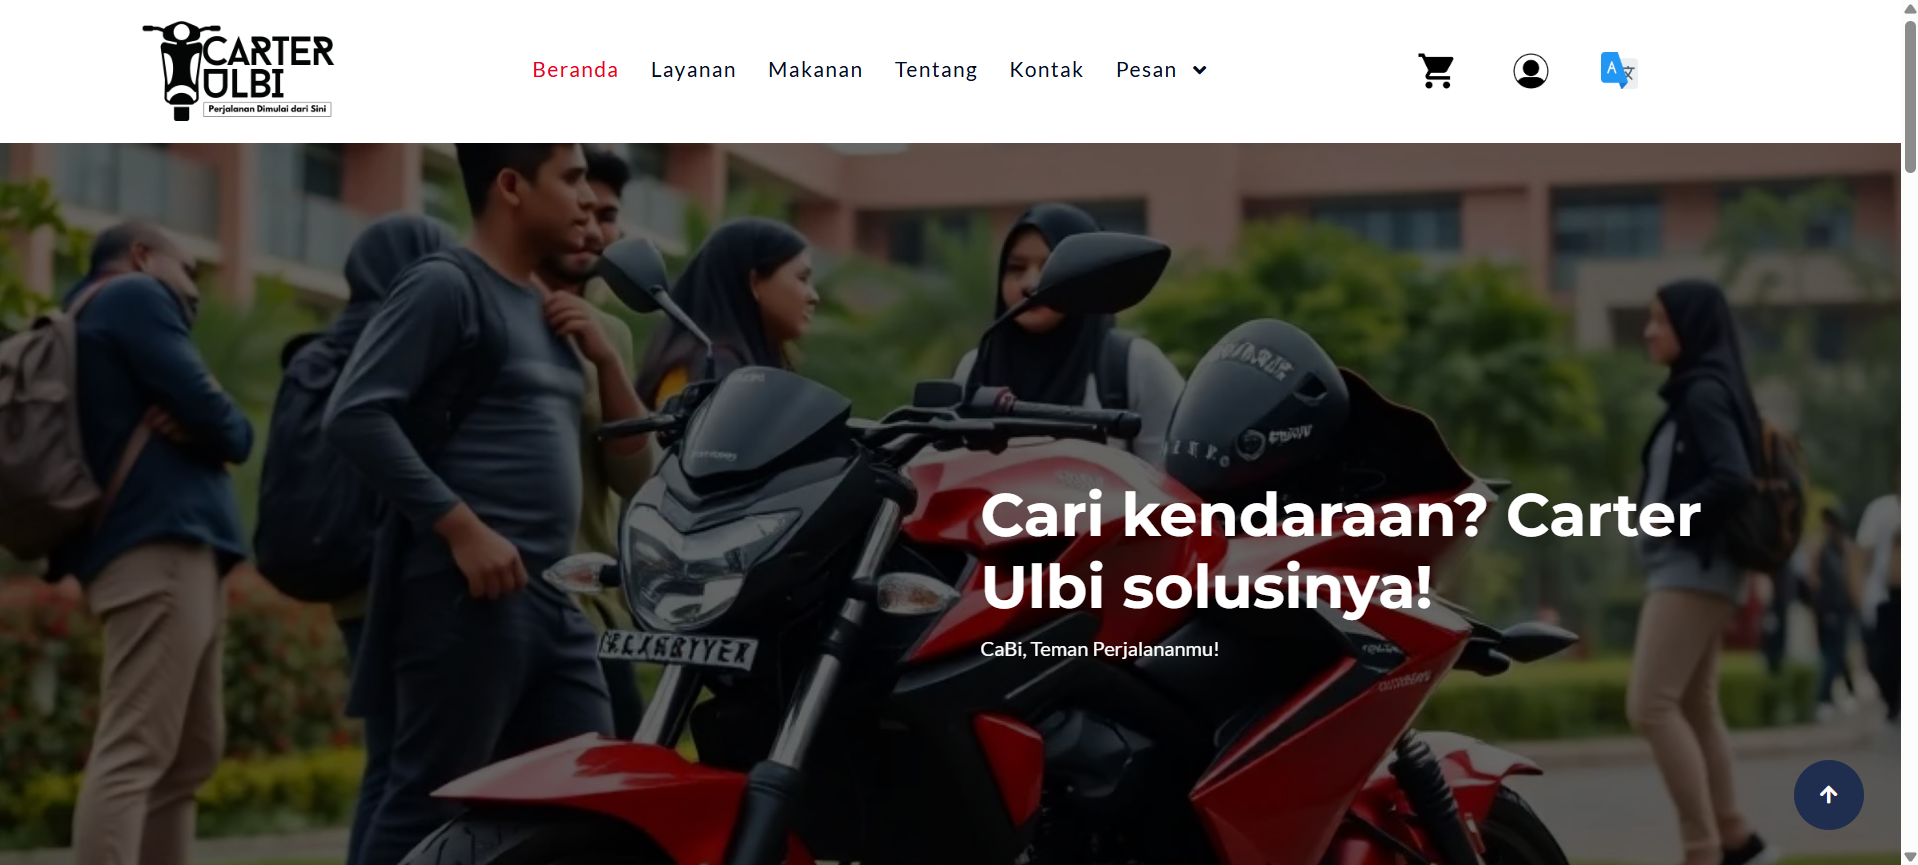 CARTER
ULBI
Perjalanan Dimulai dari Sini
Beranda Layanan Makanan Tentang Kontak Pesan
A 文
Cari kendaraan? Carter
Ulbi solusinya!
CaBi, Teman Perjalananmu!